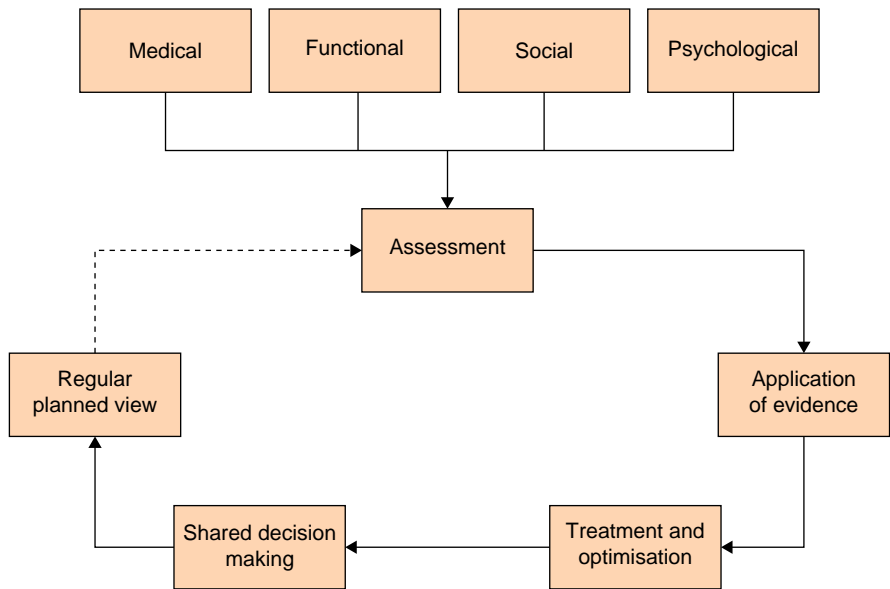 Medical
Functional
Social
Psychological
Assessment
Regular
planned view
Application
of evidence
Shared decision
making
Treatment and
optimisation